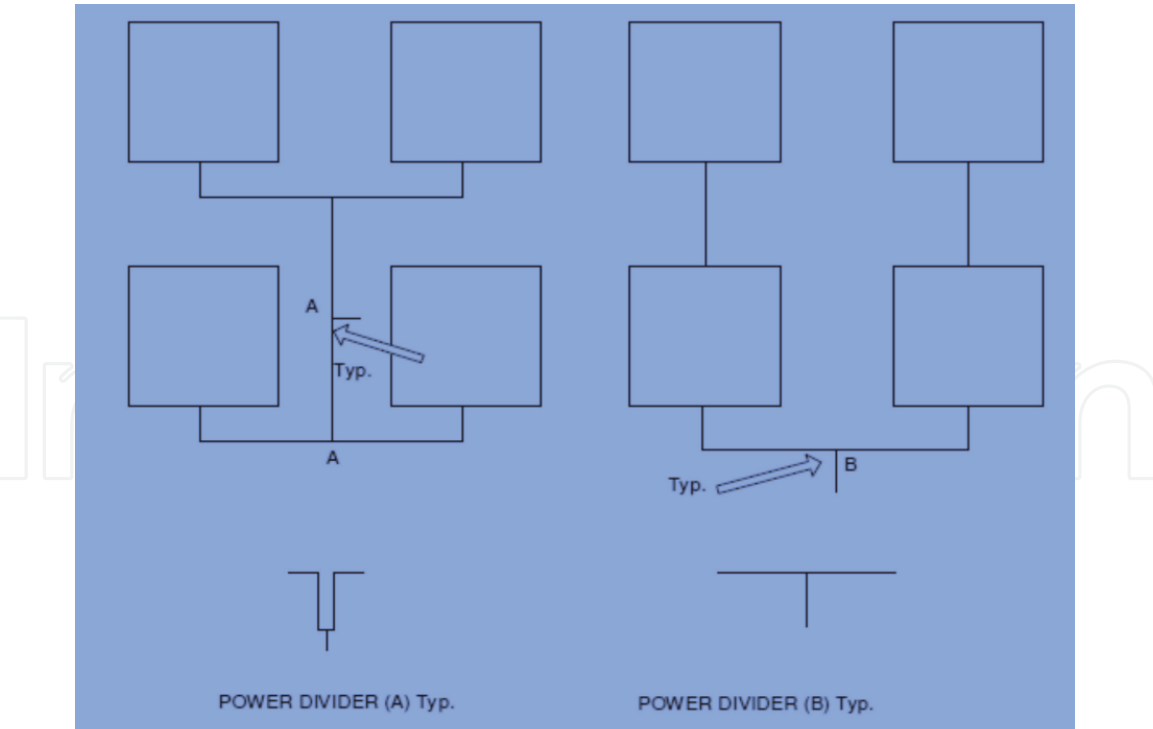 A
Typ.
A
Typ.
B
POWER DIVIDER (A) Typ.
POWER DIVIDER (B) Typ.